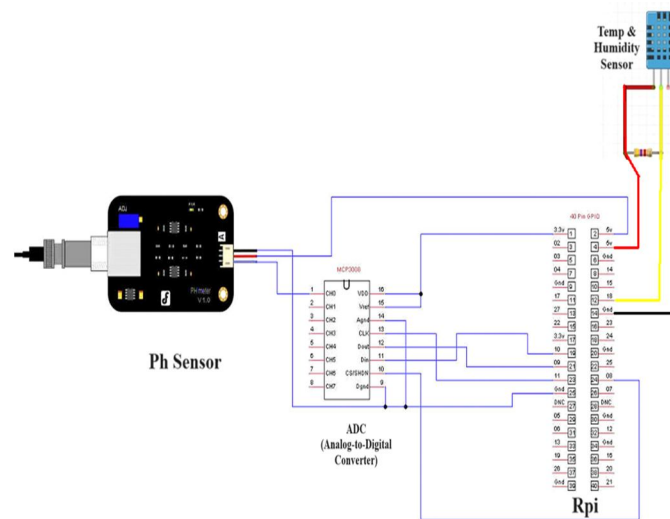 Temp &
Humidity
Sensor
40 Pin GPIO
3.3v 1 2 5v
02 3 4 5v
03 5 6 Gnd
04 7 8 14
Gnd 9 10 15
17 11 12 18
27 13 14 Gnd
22 15 16 23
3.3v 17 18 24
10 19 20 Gnd
09 21 22 25
11 23 24 08
Gnd 25 26 07
DNC 27 28 DNC
05 29 30 Gnd
06 31 32 12
13 33 34 Gnd
19 35 36 16
26 37 38 20
Gnd 39 40 21
Rpi
ADJ
A
PH meter
V 1.0
Ph Sensor
MCP3008
1 CH0 VDD 16
2 CH1 Vref 15
3 CH2 Agnd 14
4 CH3 CLK 13
5 CH4 Dout 12
6 CH5 Din 11
7 CH6 CS/SHDN 10
8 CH7 Dgnd 9
ADC
(Analog-to-Digital
Converter)